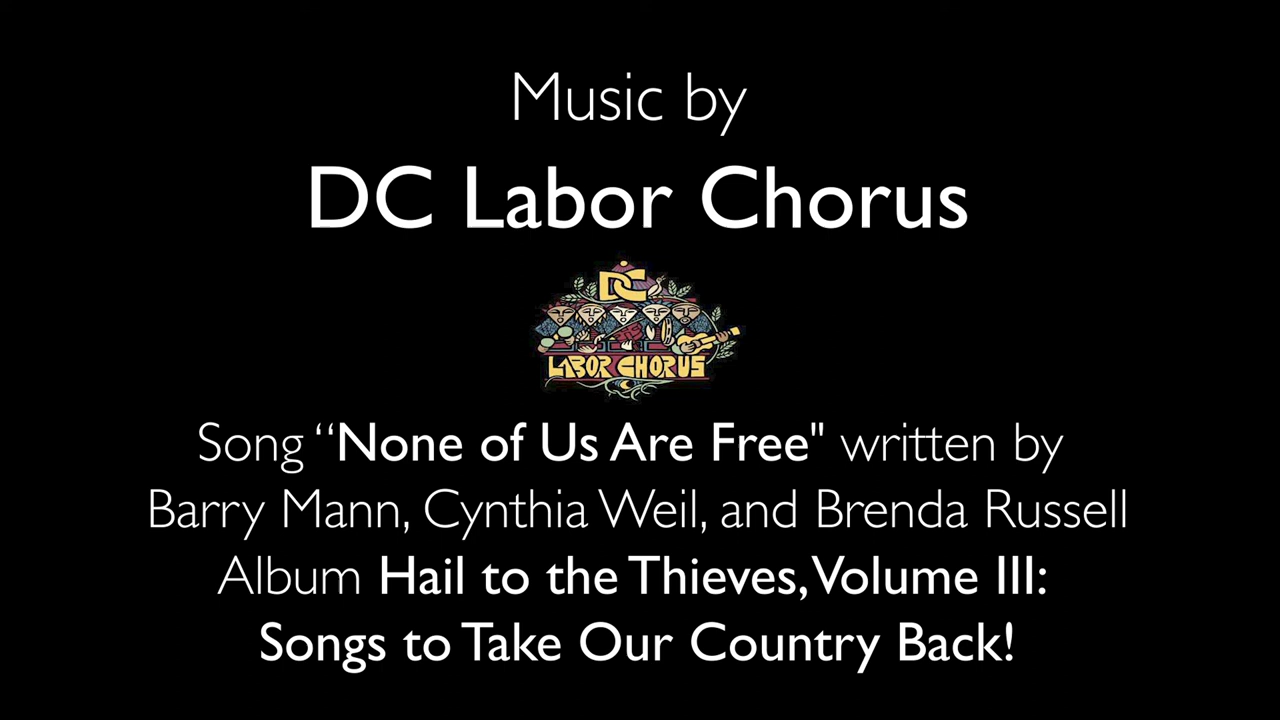 Music by
DC Labor Chorus
DC
LABOR CHORUS
Song “None of Us Are Free" written by
Barry Mann, Cynthia Weil, and Brenda Russell
Album Hail to the Thieves, Volume III:
Songs to Take Our Country Back!